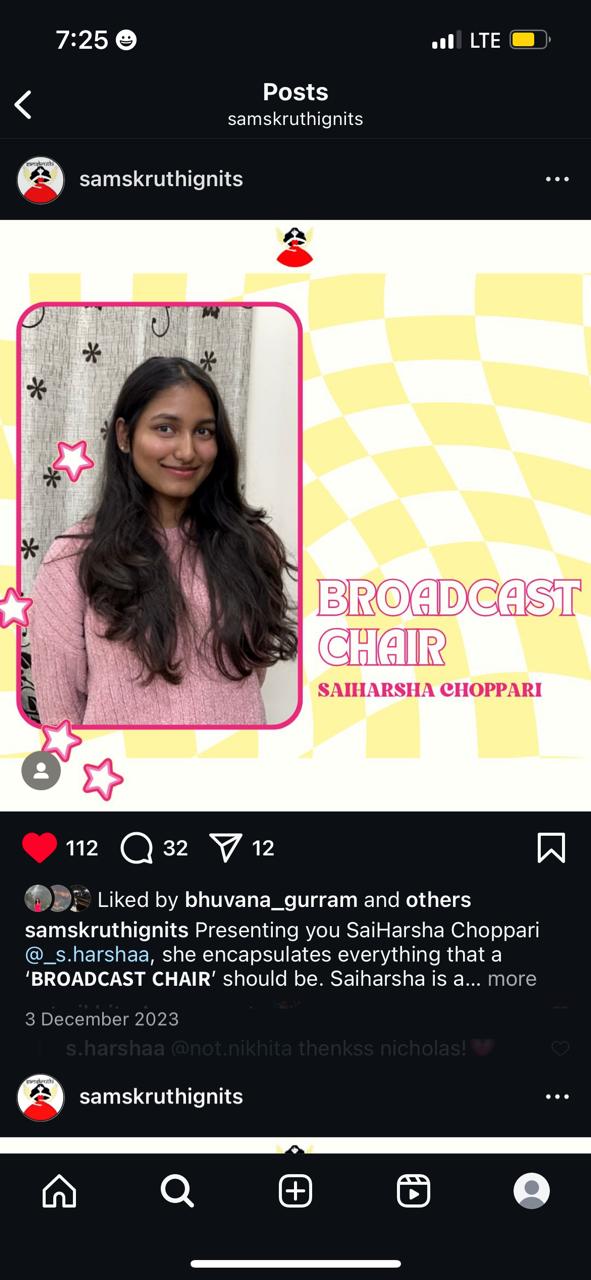 7:25
LTE
Posts
samskruthignits
samskruthignits
BROADCAST
CHAIR
SAIHARSHA CHOPPARI
112 32 12
Liked by bhuvana_gurram and others
samskruthignits Presenting you SaiHarsha Choppari
@_s.harshaa, she encapsulates everything that a
‘BROADCAST CHAIR’ should be. Saiharsha is a... more
3 December 2023
s.harshaa @not.nikhita thenkss nicholas!
samskruthignits